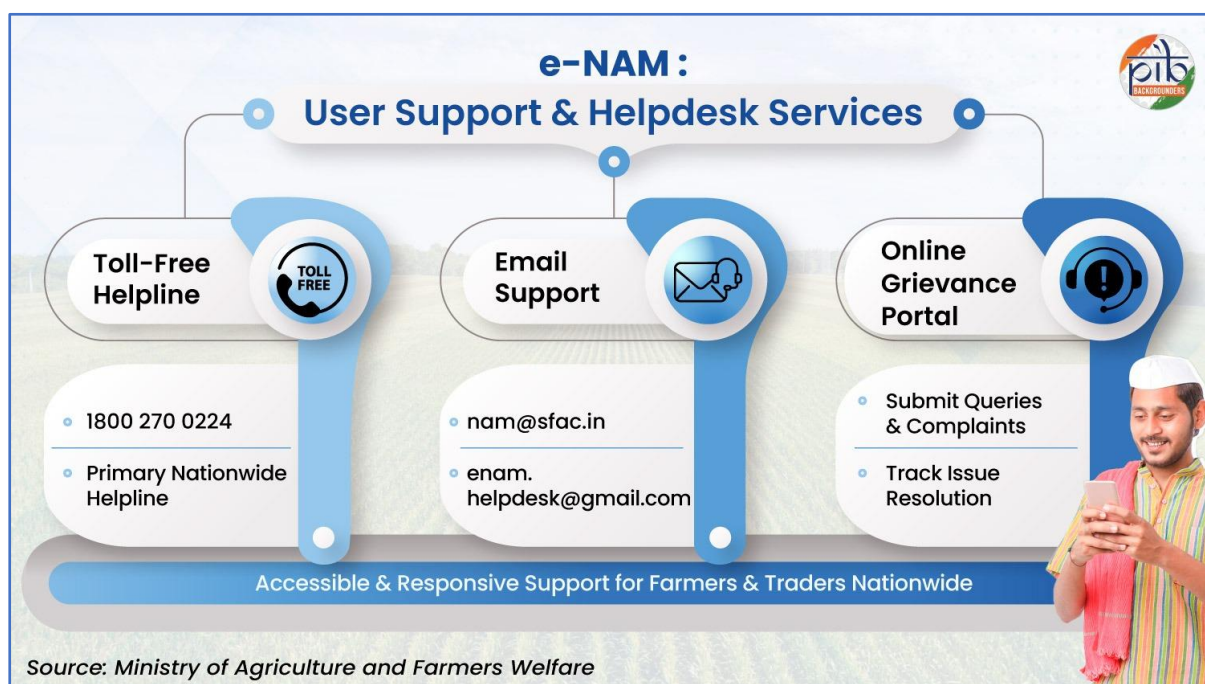 e-NAM :
User Support & Helpdesk Services
pib
BACKGROUNDERS
Toll-Free
Helpline
TOLL
FREE
1800 270 0224
Primary Nationwide
Helpline
Email
Support
nam@sfac.in
enam.
helpdesk@gmail.com
Online
Grievance
Portal
Submit Queries
& Complaints
Track Issue
Resolution
Accessible & Responsive Support for Farmers & Traders Nationwide
Source: Ministry of Agriculture and Farmers Welfare